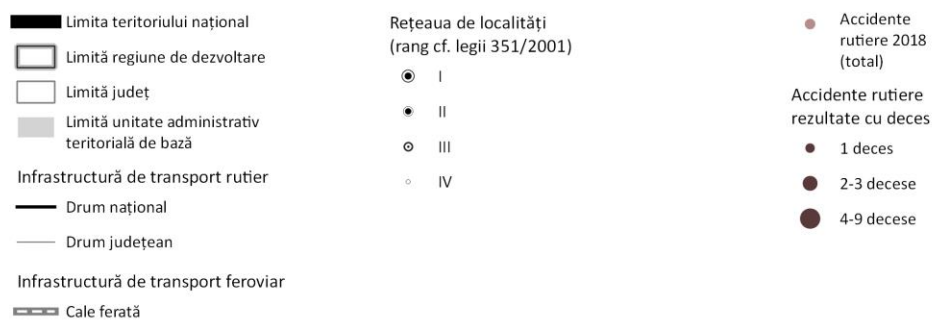 Limita teritoriului național
Limită regiune de dezvoltare
Limită județ
Limită unitate administrativ
teritorială de bază
Infrastructură de transport rutier
Drum național
Drum județean
Infrastructură de transport feroviar
Cale ferată
Rețeaua de localități
(rang cf. legii 351/2001)
I
II
III
IV
Accidente
rutiere 2018
(total)
Accidente rutiere
rezultate cu deces
1 deces
2-3 decese
4-9 decese